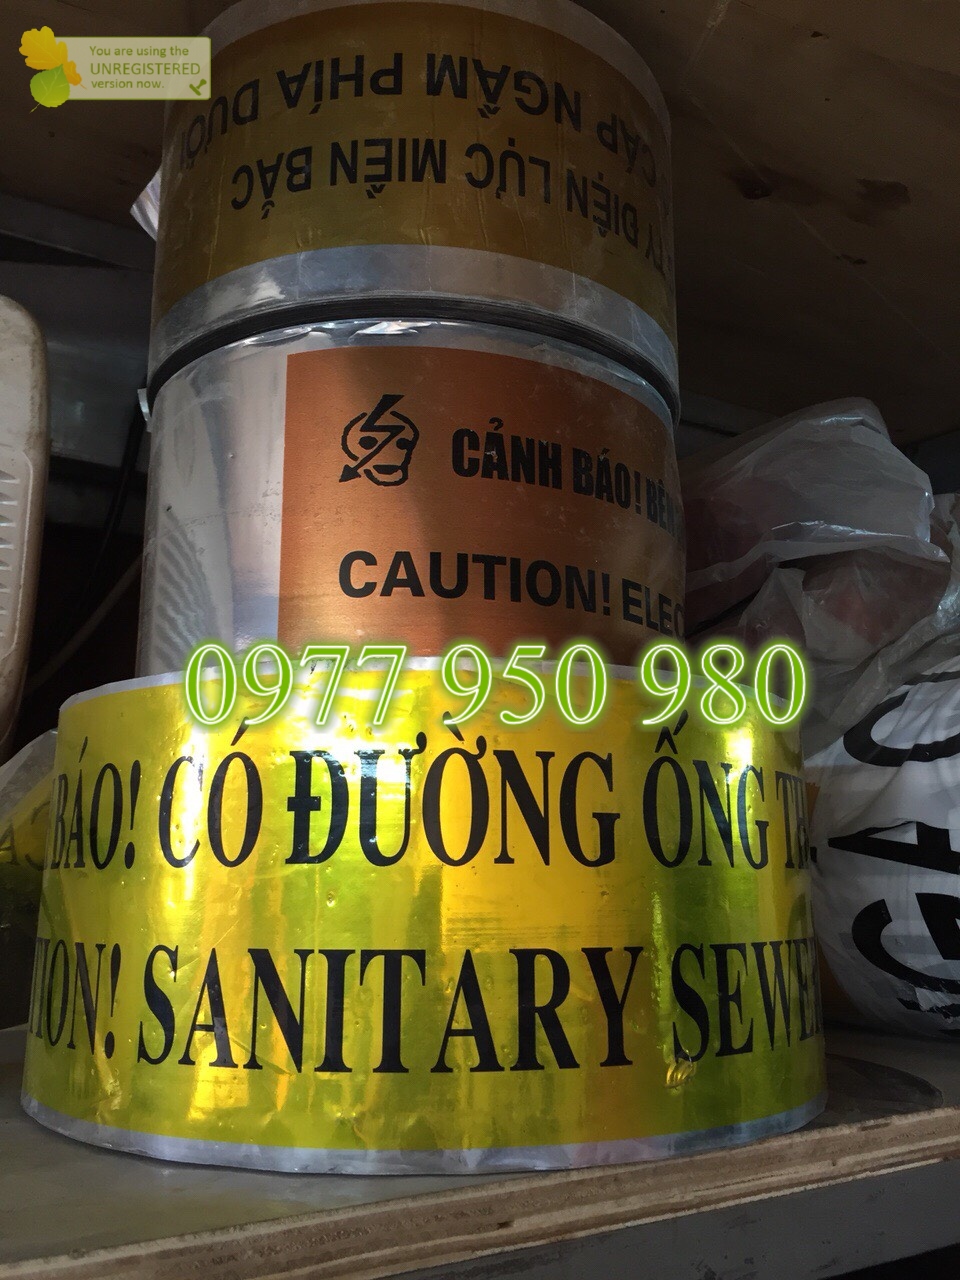 You are using the
UNREGISTERED
version now.
CÁP NGẦM PHÍA DƯỚI
TY ĐIỆN LỰC MIỀN BẮC
CẢNH BÁO! BÊN
CAUTION! ELEC
0977 950 980
BÁO! CÓ ĐƯỜNG ỐNG TH
TION! SANITARY SEWE